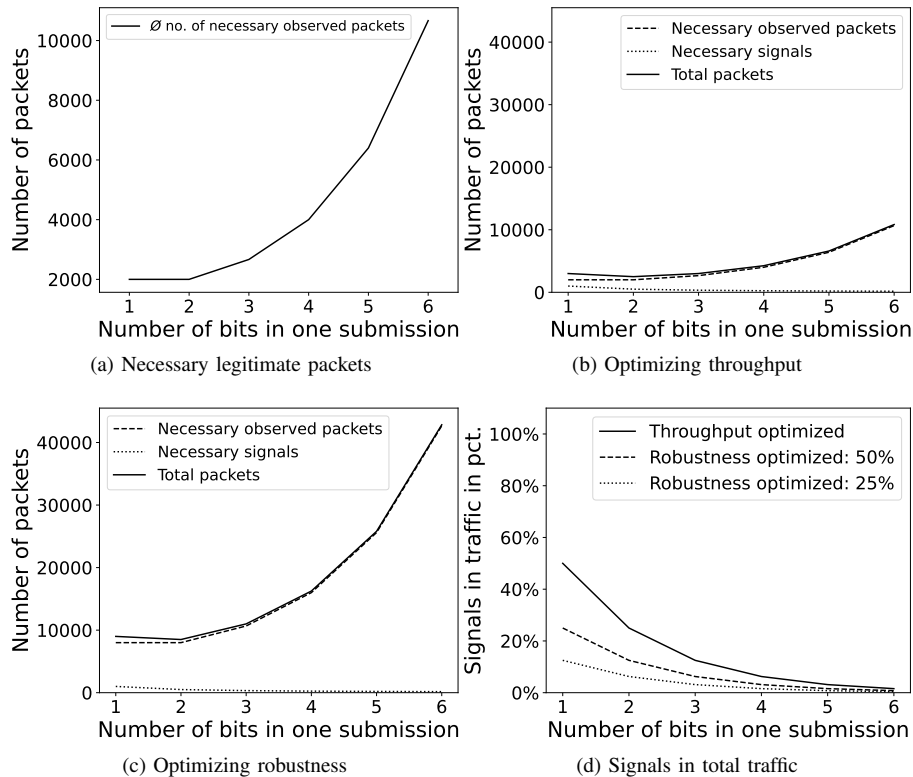 Ø no. of necessary observed packets
Number of packets
10000
8000
6000
4000
2000
1 2 3 4 5 6
Number of bits in one submission
(a) Necessary legitimate packets
Necessary observed packets
Necessary signals
Total packets
Number of packets
40000
30000
20000
10000
0
1 2 3 4 5 6
Number of bits in one submission
(b) Optimizing throughput
Necessary observed packets
Necessary signals
Total packets
Number of packets
40000
30000
20000
10000
0
1 2 3 4 5 6
Number of bits in one submission
(c) Optimizing robustness
Throughput optimized
Robustness optimized: 50%
Robustness optimized: 25%
Signals in traffic in pct.
100%
80%
60%
40%
20%
0%
1 2 3 4 5 6
Number of bits in one submission
(d) Signals in total traffic